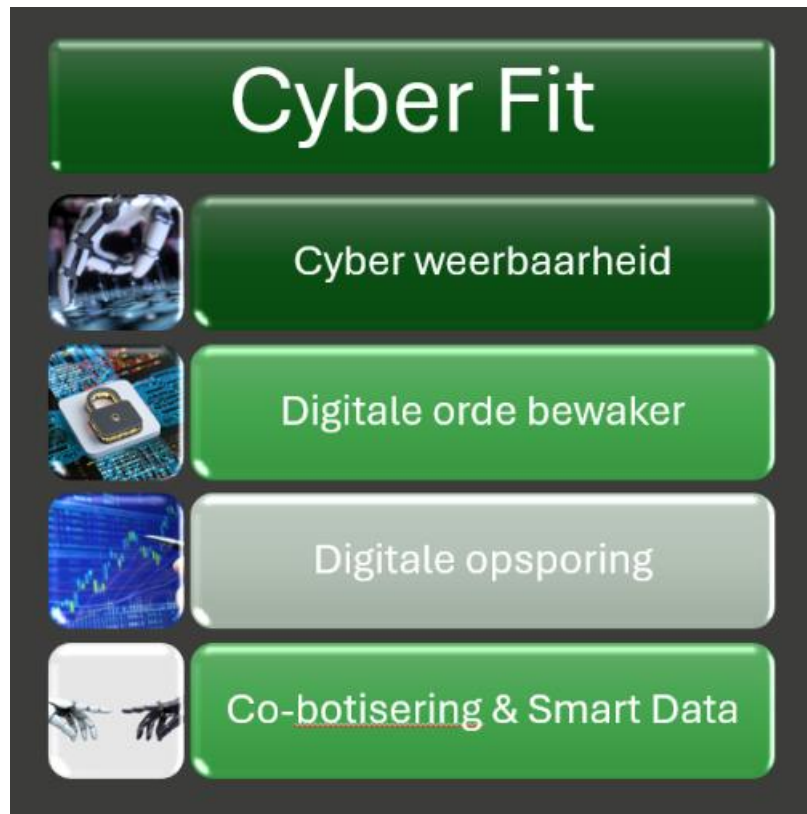 Cyber Fit
Cyber weerbaarheid
Digitale orde bewaker
Digitale opsporing
Co-botisering & Smart Data